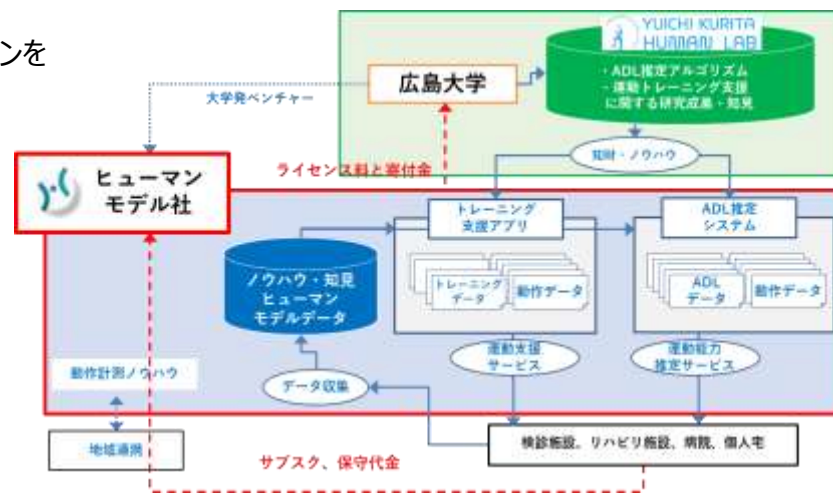 ンを
YUICHI KURITA
HUMAN LAB
・ADL推定アルゴリズム
・運動トレーニング支援
に関する研究成果・知見
広島大学
大学発ベンチャー
知財・ノウハウ
ライセンス料と寄付金
ヒューマン
モデル社
トレーニング
支援アプリ
ADL推定
システム
ノウハウ・知見
ヒューマン
モデルデータ
トレーニング
データ
動作データ
ADL
データ
動作データ
運動支援
サービス
運動能力
推定サービス
動作計測ノウハウ
データ収集
地域連携
検診施設、リハビリ施設、病院、個人宅
サブスク、保守代金